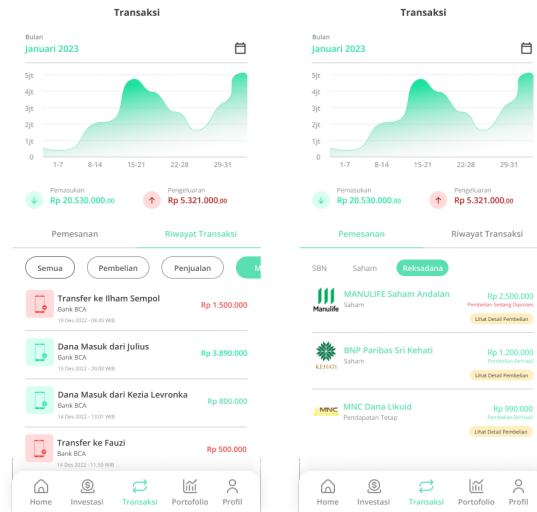 Transaksi
Bulan
Januari 2023
5jt
4jt
3jt
2jt
1jt
0
1-7 8-14 15-21 22-28 29-31
Pemasukan
Rp 20.530.000,00
Pengeluaran
Rp 5.321.000,00
Pemesanan Riwayat Transaksi
Semua Pembelian Penjualan M
Transfer ke Ilham Sempol
Bank BCA
Rp 1.500.000
19 Des 2022 - 08.45 WIB
Dana Masuk dari Julius
Bank BCA
Rp 3.890.000
15 Des 2022 - 20.00 WIB
Dana Masuk dari Kezia Levronka
Bank BCA
Rp 800.000
14 Des 2022 - 13.01 WIB
Transfer ke Fauzi
Bank BCA
Rp 500.000
14 Des 2022 - 11.50 WIB
Home Investasi Transaksi Portofolio Profil
Transaksi
Bulan
Januari 2023
5jt
4jt
3jt
2jt
1jt
0
1-7 8-14 15-21 22-28 29-31
Pemasukan
Rp 20.530.000,00
Pengeluaran
Rp 5.321.000,00
Pemesanan Riwayat Transaksi
SBN Saham Reksadana
Manulife
MANULIFE Saham Andalan
Saham
Rp 2,500.000
Pembelian Sedang Diproses
Lihat Detail Pembelian
KEHATI
BNP Paribas Sri Kehati
Saham
Rp 1,200.000
Pembelian Berhasil
Lihat Detail Pembelian
MNC
MNC Dana Likuid
Pendapatan Tetap
Rp 990.000
Pembelian Berhasil
Lihat Detail Pembelian
Home Investasi Transaksi Portofolio Profil